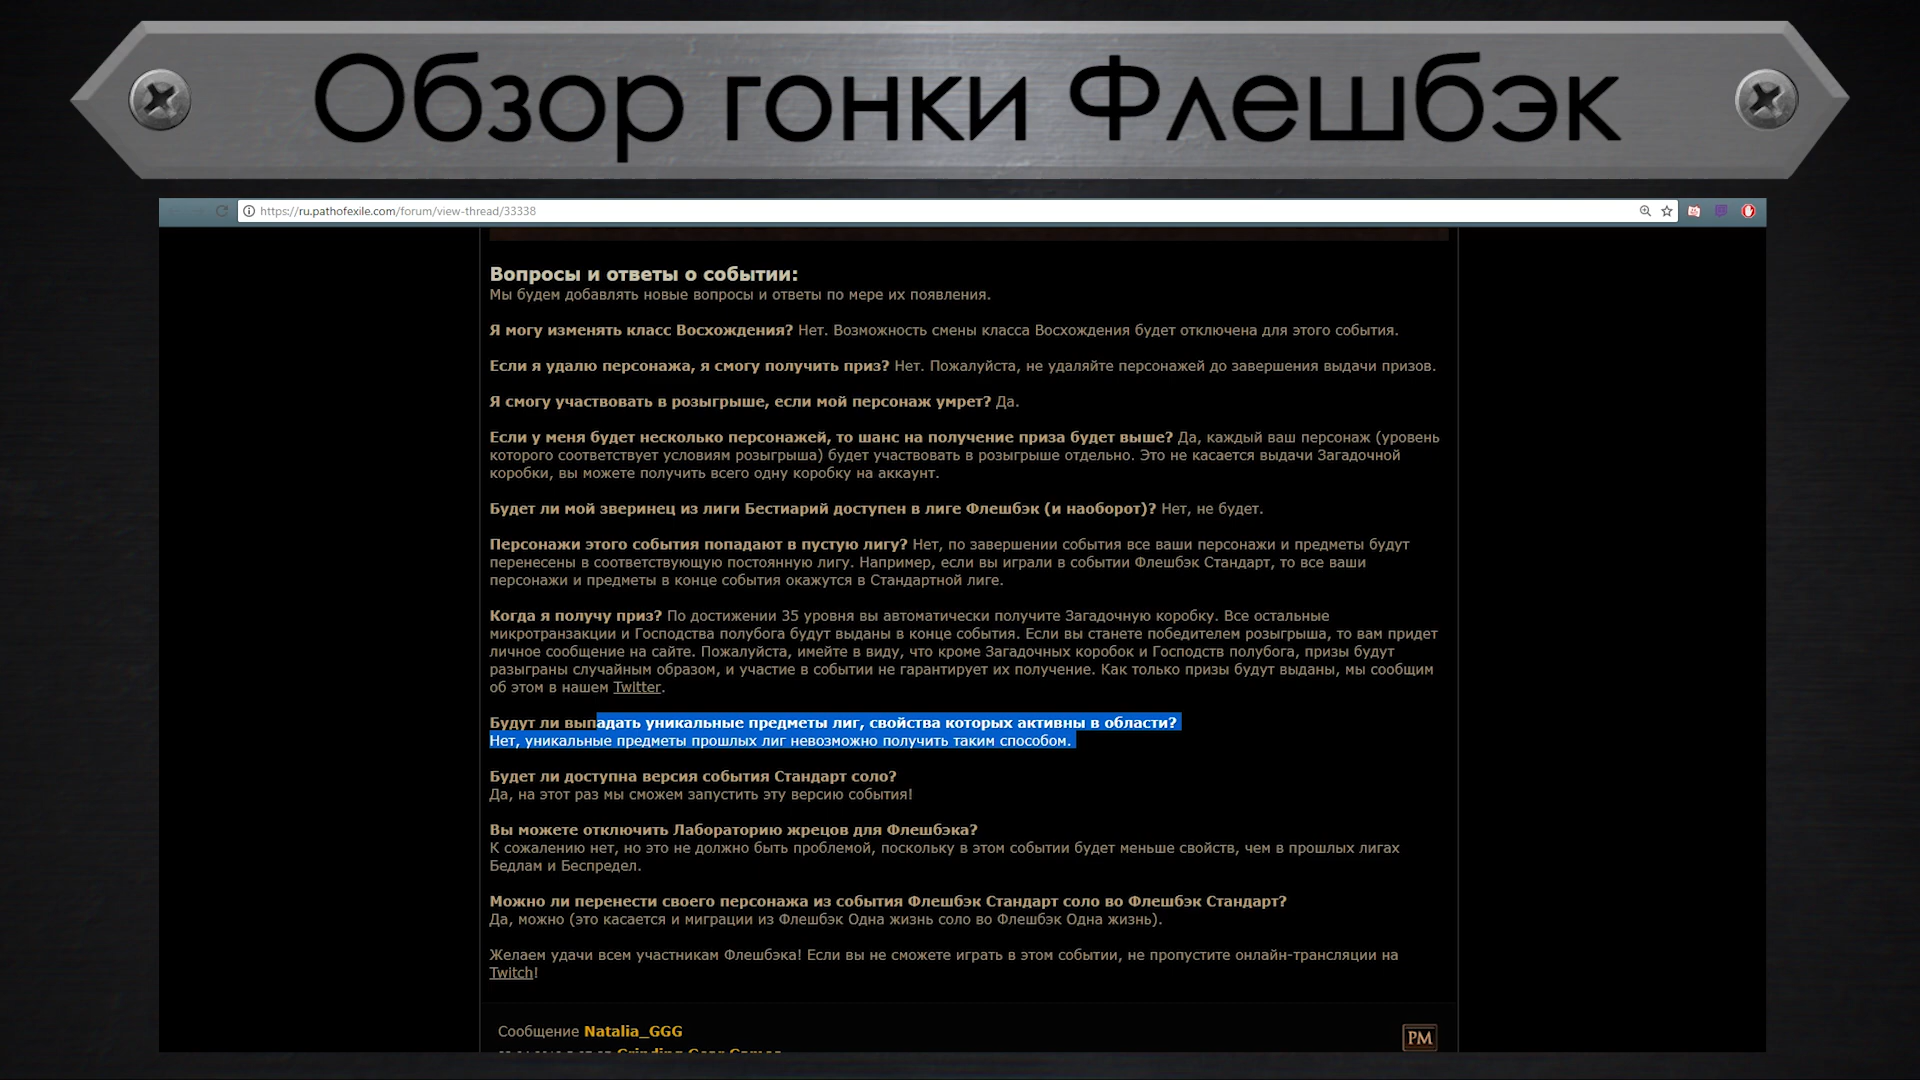 Обзор гонки Флешбэк
https://ru.pathofexile.com/forum/view-thread/33338
Вопросы и ответы о событии:
Мы будем добавлять новые вопросы и ответы по мере их появления.
Я могу изменять класс Восхождения? Нет. Возможность смены класса Восхождения будет отключена для этого события.
Если я удалю персонажа, я смогу получить приз? Нет. Пожалуйста, не удаляйте персонажей до завершения выдачи призов.
Я смогу участвовать в розыгрыше, если мой персонаж умрет? Да.
Если у меня будет несколько персонажей, то шанс на получение приза будет выше? Да, каждый ваш персонаж (уровень
которого соответствует условиям розыгрыша) будет участвовать в розыгрыше отдельно. Это не касается выдачи Загадочной
коробки, вы можете получить всего одну коробку на аккаунт.
Будет ли мой зверинец из лиги Бестиарий доступен в лиге Флешбэк (и наоборот)? Нет, не будет.
Персонажи этого события попадают в пустую лигу? Нет, по завершении события все ваши персонажи и предметы будут
перенесены в соответствующую постоянную лигу. Например, если вы играли в событии Флешбэк Стандарт, то все ваши
персонажи и предметы в конце события окажутся в Стандартной лиге.
Когда я получу приз? По достижении 35 уровня вы автоматически получите Загадочную коробку. Все остальные
микротранзакции и Господства полубога будут выданы в конце события. Если вы станете победителем розыгрыша, то вам придет
личное сообщение на сайте. Пожалуйста, имейте в виду, что кроме Загадочных коробок и Господств полубога, призы будут
разыграны случайным образом, и участие в событии не гарантирует их получение. Как только призы будут выданы, мы сообщим
об этом в нашем Twitter.
Будут ли выпадать уникальные предметы лиг, свойства которых активны в области?
Нет, уникальные предметы прошлых лиг невозможно получить таким способом.
Будет ли доступна версия события Стандарт соло?
Да, на этот раз мы сможем запустить эту версию события!
Вы можете отключить Лабораторию жрецов для Флешбэка?
К сожалению нет, но это не должно быть проблемой, поскольку в этом событии будет меньше свойств, чем в прошлых лигах
Бедлам и Беспредел.
Можно ли перенести своего персонажа из события Флешбэк Стандарт соло во Флешбэк Стандарт?
Да, можно (это касается и миграции из Флешбэк Одна жизнь соло во Флешбэк Одна жизнь).
Желаем удачи всем участникам Флешбэка! Если вы не сможете играть в этом событии, не пропустите онлайн-трансляции на
Twitch!
Сообщение Natalia_GGG
PM